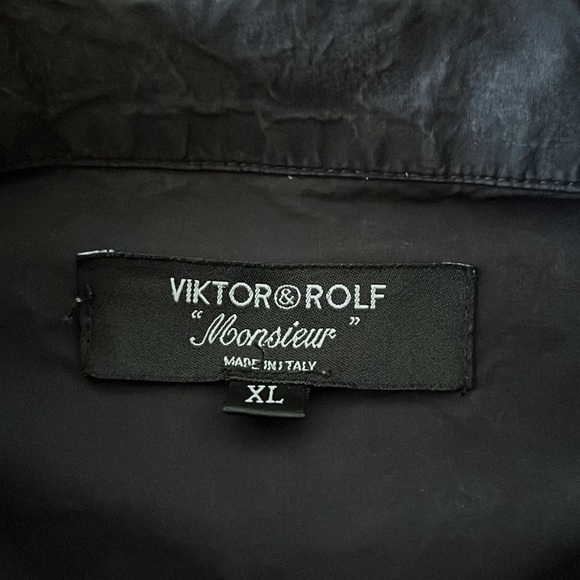 VIKTOR&ROLF
"Monsieur"
MADE IN ITALY
XL